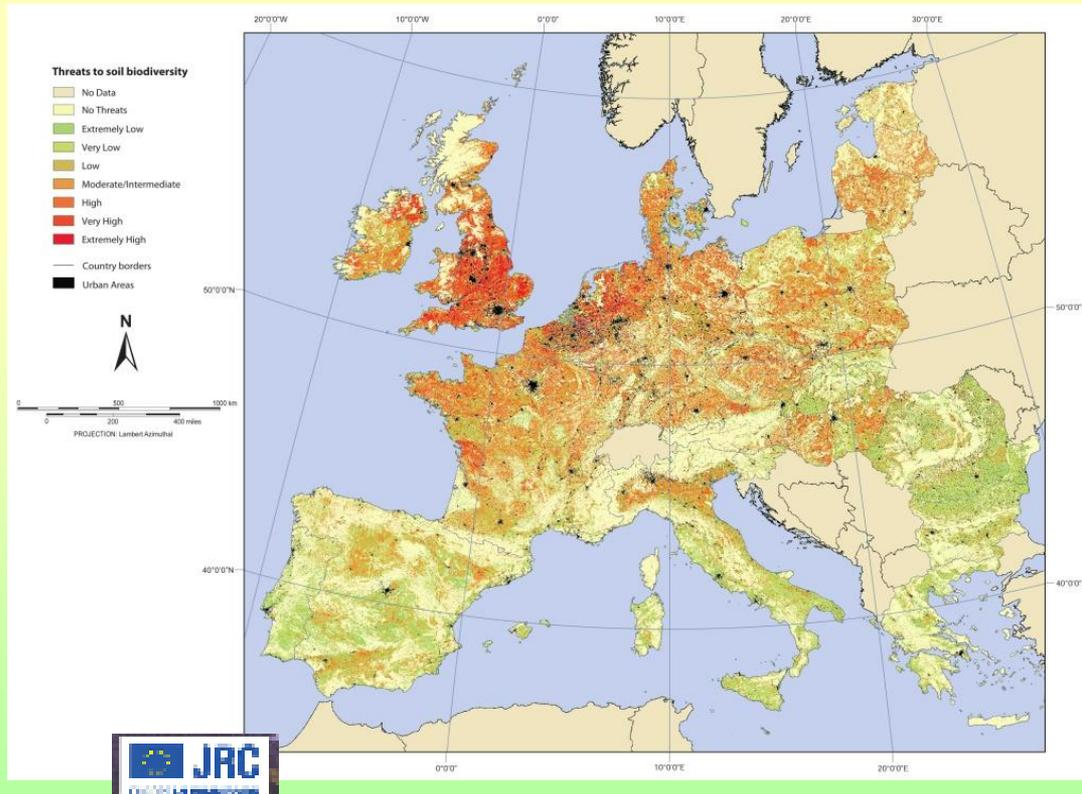 20°0'0"W
10°0'0"W
0°0'0"
10°0'0"E
20°0'0"E
30°0'0"E
Threats to soil biodiversity
No Data
No Threats
Extremely Low
Very Low
Low
Moderate/Intermediate
High
Very High
Extremely High
Country borders
Urban Areas
50°0'0"N
50°0'0"N
N
0 500 1000 km
0 200 400 miles
PROJECTION: Lambert Azimuthal
40°0'0"N
40°0'0"N
JRC
0°0'0"
10°0'0"E
20°0'0"E